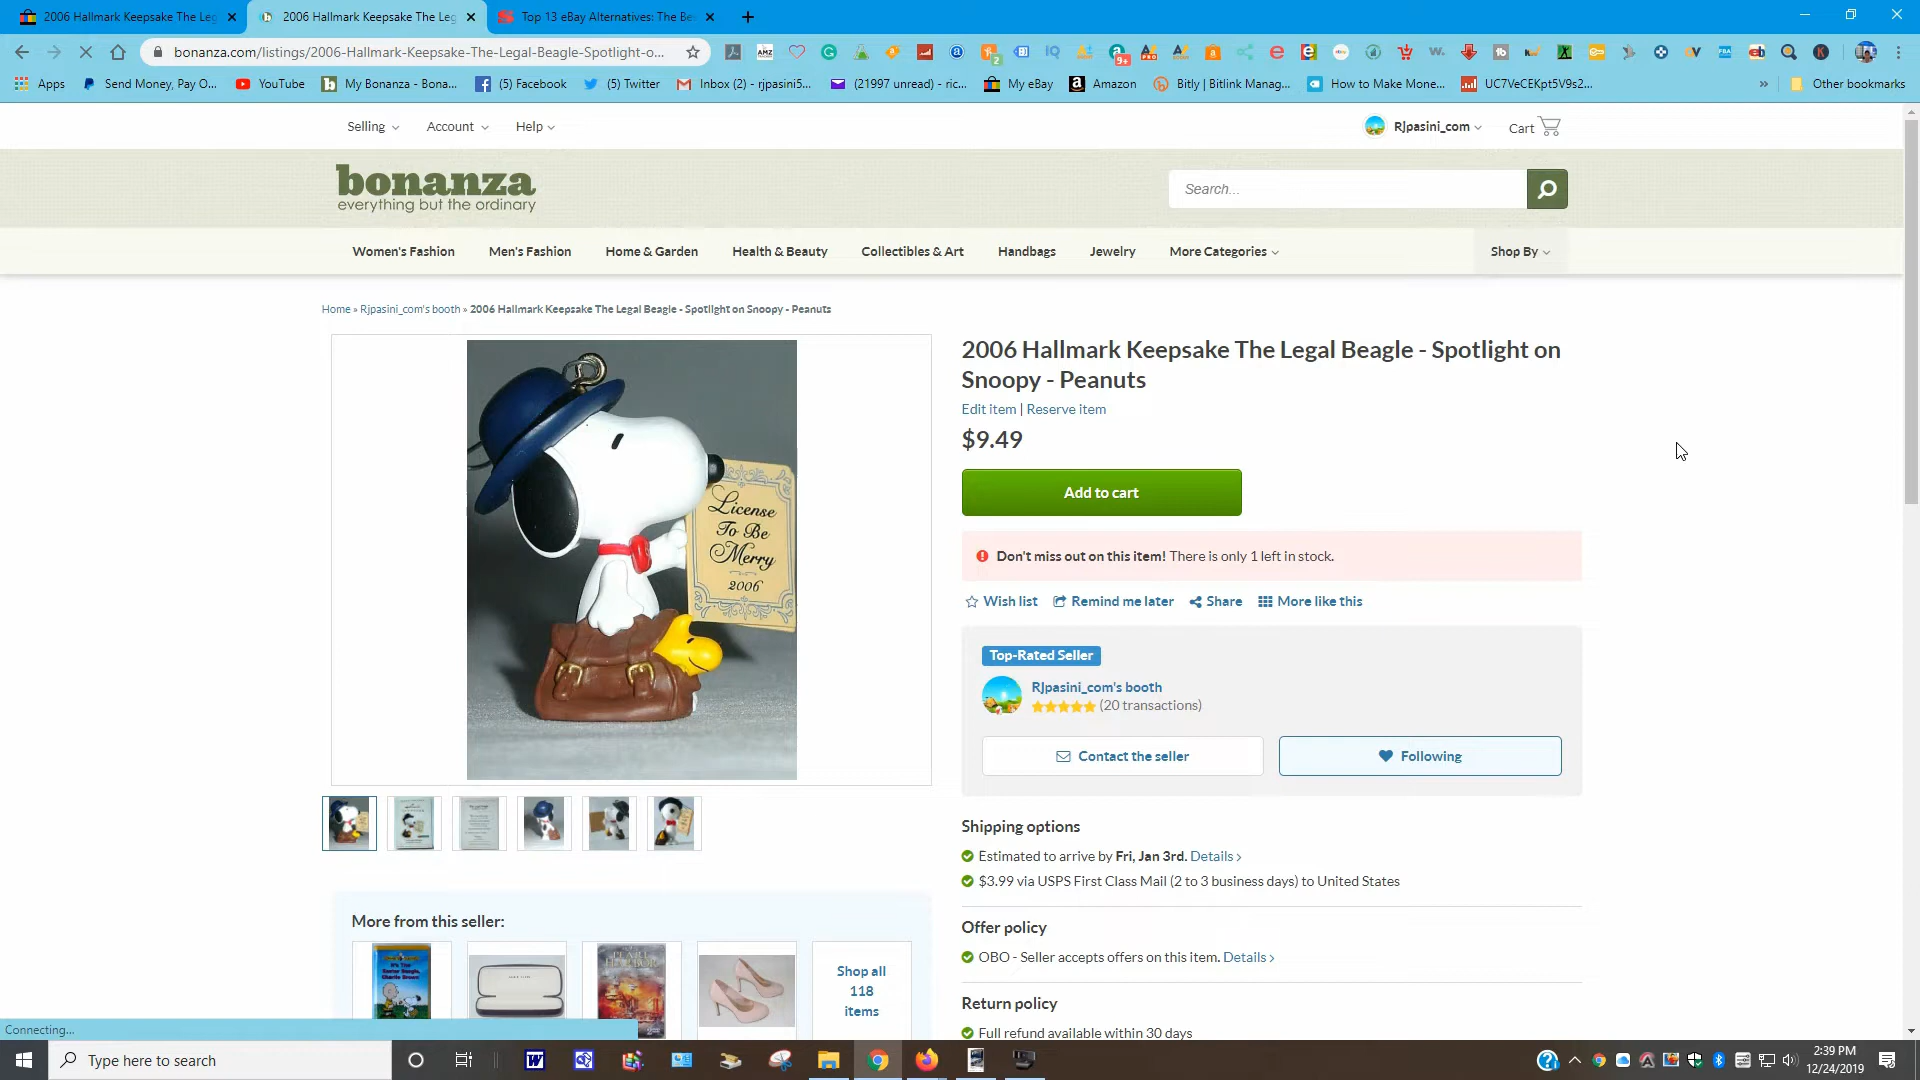 2006 Hallmark Keepsake The Leg
2006 Hallmark Keepsake The Leg
Top 13 eBay Alternatives: The Be
bonanza.com/listings/2006-Hallmark-Keepsake-The-Legal-Beagle-Spotlight-o...
Apps
Send Money, Pay O...
YouTube
My Bonanza - Bona...
(5) Facebook
(5) Twitter
Inbox (2) - rjpasini5...
(21997 unread) - ric...
My eBay
Amazon
Bitly | Bitlink Manag...
How to Make Mone...
UC7VeCEKpt5V9s2...
»
Other bookmarks
Selling
Account
Help
RJpasini_com
Cart
bonanza
everything but the ordinary
Search...
Women's Fashion
Men's Fashion
Home & Garden
Health & Beauty
Collectibles & Art
Handbags
Jewelry
More Categories
Shop By
Home » RJpasini_com's booth » 2006 Hallmark Keepsake The Legal Beagle - Spotlight on Snoopy - Peanuts
License
To Be
Merry
2006
2006 Hallmark Keepsake The Legal Beagle - Spotlight on
Snoopy - Peanuts
Edit item | Reserve item
$9.49
Add to cart
Don't miss out on this item! There is only 1 left in stock.
Wish list
Remind me later
Share
More like this
Top-Rated Seller
RJpasini_com's booth
(20 transactions)
Contact the seller
Following
Shipping options
Estimated to arrive by Fri, Jan 3rd. Details >
$3.99 via USPS First Class Mail (2 to 3 business days) to United States
Offer policy
OBO - Seller accepts offers on this item. Details >
Return policy
Full refund available within 30 days
More from this seller:
Shop all
118
items
Connecting...
Type here to search
2:39 PM
12/24/2019